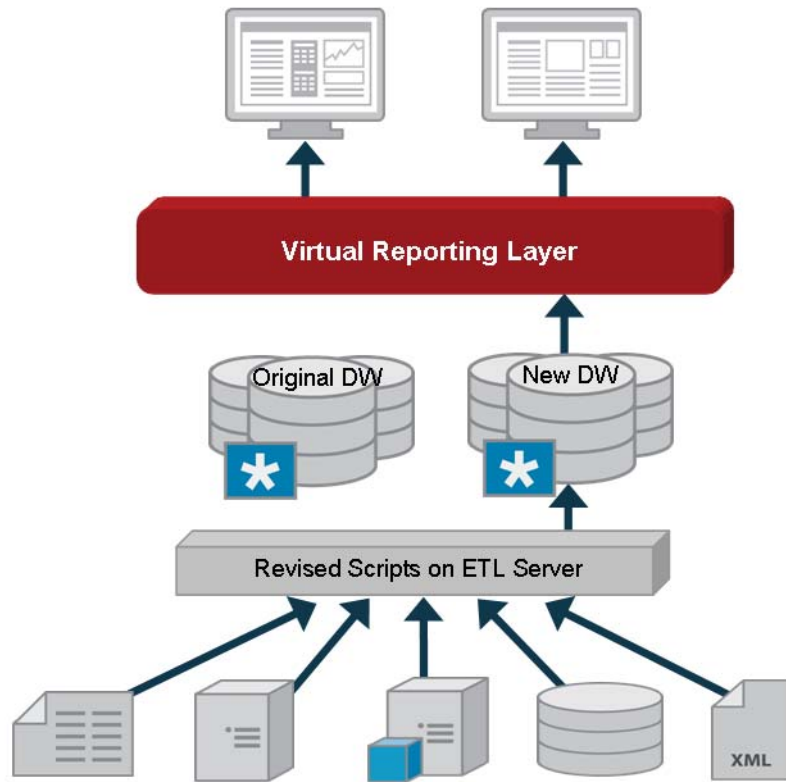 Virtual Reporting Layer
Original DW
New DW
Revised Scripts on ETL Server
XML